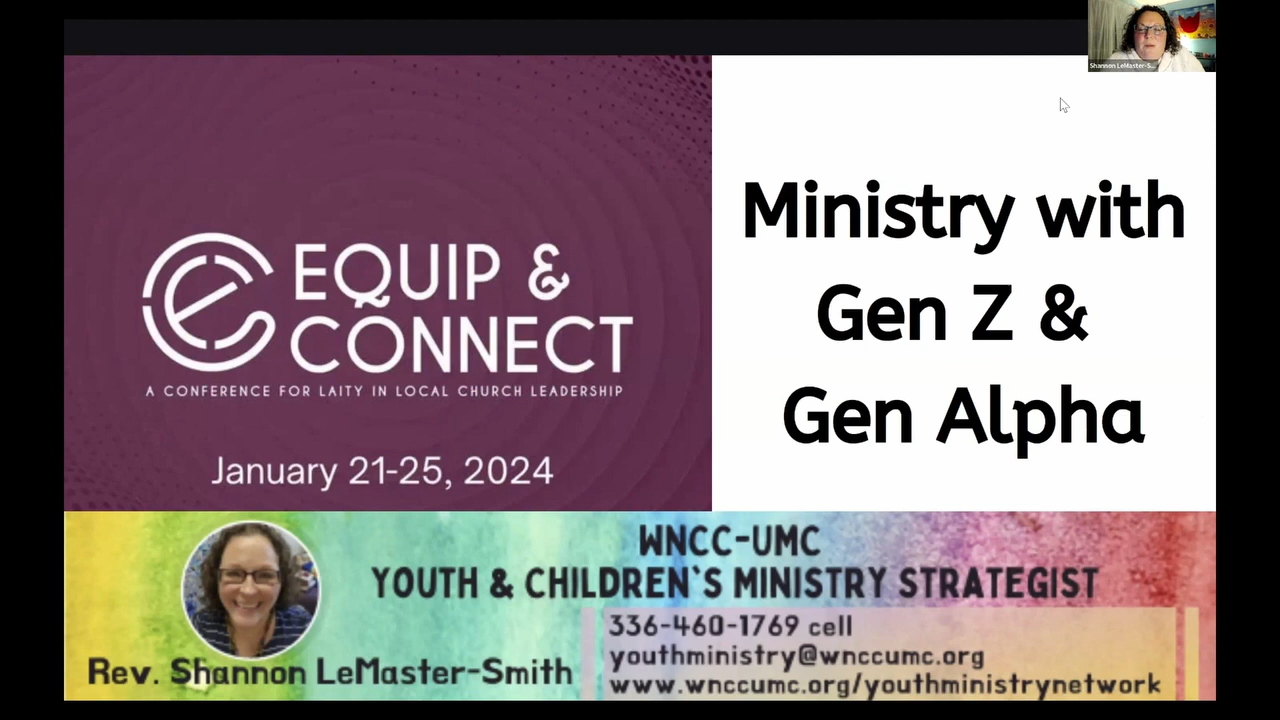 Shannon LeMaster-S...
EQUIP &
CONNECT
A CONFERENCE FOR LAITY IN LOCAL CHURCH LEADERSHIP
January 21-25, 2024
Ministry with
Gen Z &
Gen Alpha
WNCC-UMC
YOUTH & CHILDREN'S MINISTRY STRATEGIST
Rev. Shannon LeMaster-Smith
336-460-1769 cell
youthministry@wnccumc.org
www.wnccumc.org/youthministrynetwork